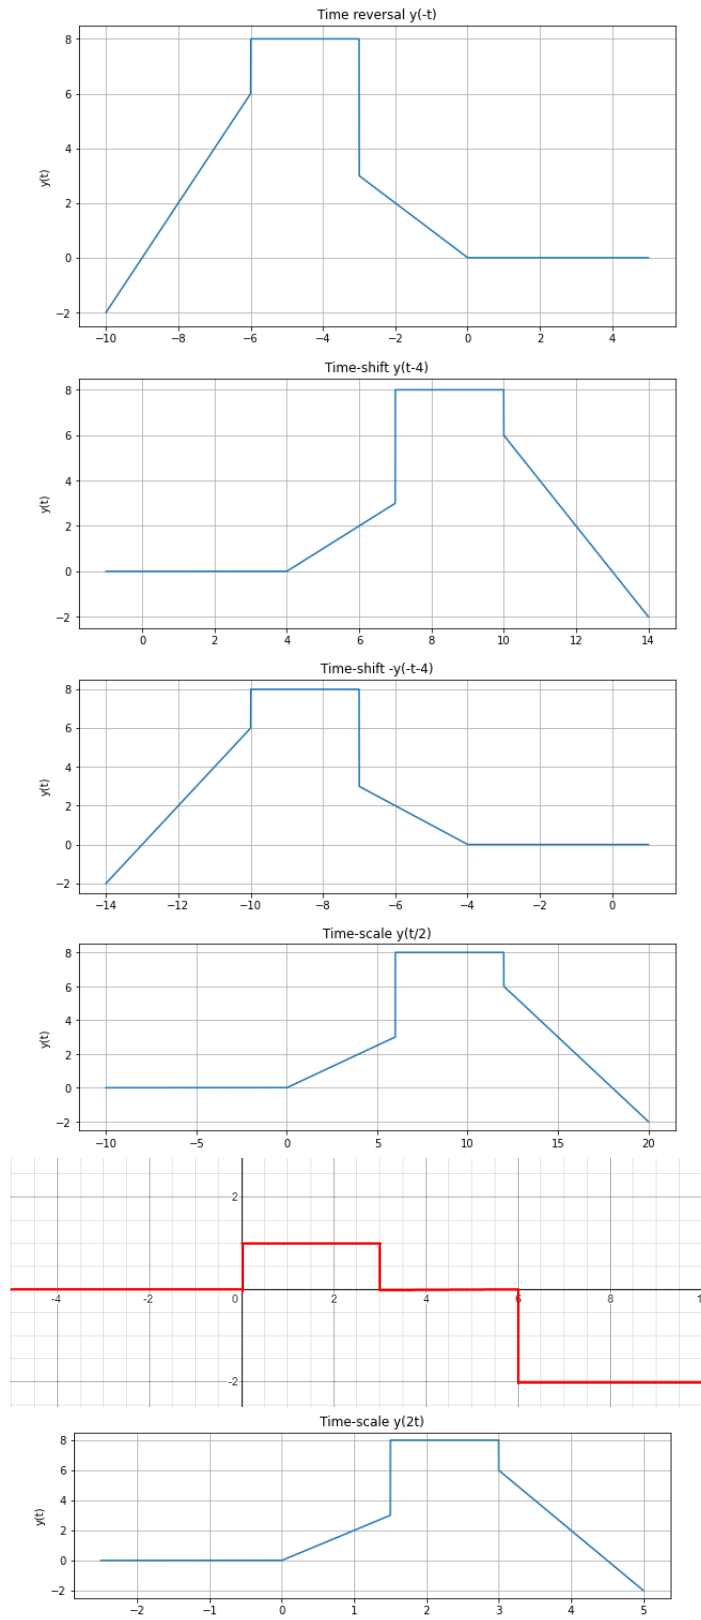 Time reversal y(-t)
8
6
4
2
0
−2
y(t)
−10 −8 −6 −4 −2 0 2 4
Time-shift y(t-4)
8
6
4
2
0
−2
y(t)
0 2 4 6 8 10 12 14
Time-shift -y(-t-4)
8
6
4
2
0
−2
y(t)
−14 −12 −10 −8 −6 −4 −2 0
Time-scale y(t/2)
8
6
4
2
0
−2
y(t)
−10 −5 0 5 10 15 20
2
-4 -2 0 2 4 6 8 10
-2
Time-scale y(2t)
8
6
4
2
0
−2
y(t)
−2 −1 0 1 2 3 4 5